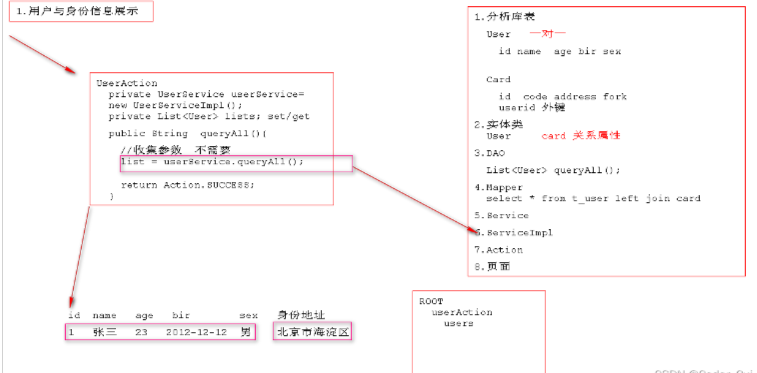 1.用户与身份信息展示
UserAction
private UserService userService=
new UserServiceImpl();
private List<User> lists; set/get
public String queryAll(){
//收集参数 不需要
list = userService.queryAll();
return Action.SUCCESS;
}
id name age bir sex 身份地址
1 张三 23 2012-12-12 男 北京市海淀区
1.分析库表
User 一对一
id name age bir sex
Card
id code address fork
userid 外键
2.实体类
User card 关系属性
3.DAO
List<User> queryAll();
4.Mapper
select * from t_user left join card
5.Service
6.ServiceImpl
7.Action
8.页面
ROOT
userAction
users